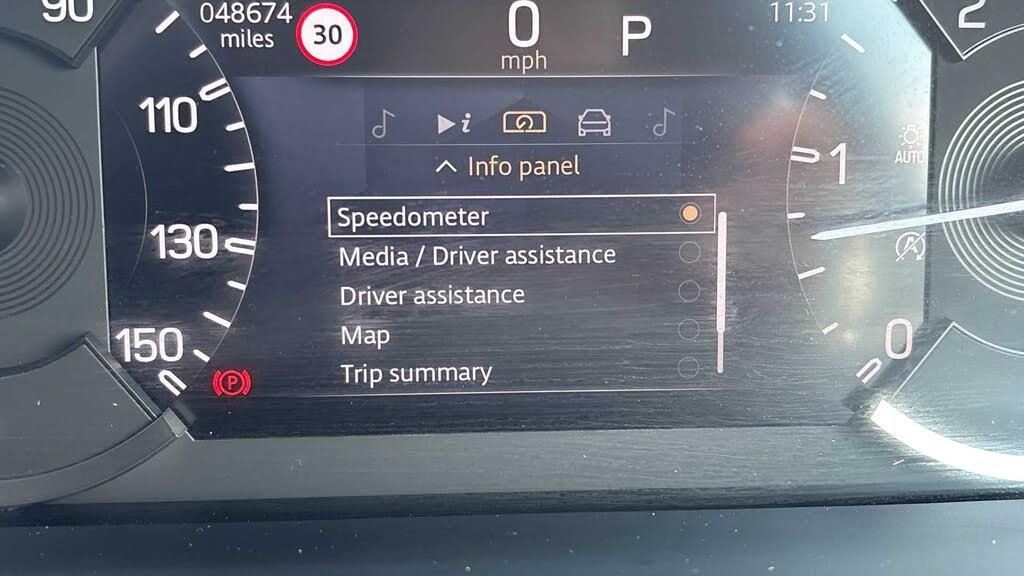 90
048674
miles
30
0
mph
P
11:31
2
110
i
Info panel
1
AUTO
Speedometer
Media / Driver assistance
130
Driver assistance
Map
150
0
Trip summary
P